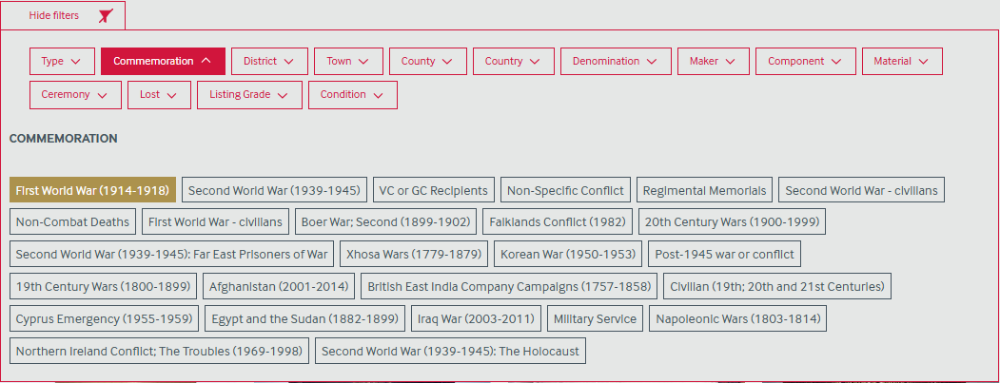 Hide filters
Type Commemoration District Town County Country Denomination Maker Component Material
Ceremony Lost Listing Grade Condition
COMMEMORATION
First World War (1914-1918) Second World War (1939-1945) VC or GC Recipients Non-Specific Conflict Regimental Memorials Second World War - civilians
Non-Combat Deaths First World War - civilians Boer War; Second (1899-1902) Falklands Conflict (1982) 20th Century Wars (1900-1999)
Second World War (1939-1945): Far East Prisoners of War Xhosa Wars (1779-1879) Korean War (1950-1953) Post-1945 war or conflict
19th Century Wars (1800-1899) Afghanistan (2001-2014) British East India Company Campaigns (1757-1858) Civilian (19th; 20th and 21st Centuries)
Cyprus Emergency (1955-1959) Egypt and the Sudan (1882-1899) Iraq War (2003-2011) Military Service Napoleonic Wars (1803-1814)
Northern Ireland Conflict; The Troubles (1969-1998) Second World War (1939-1945): The Holocaust